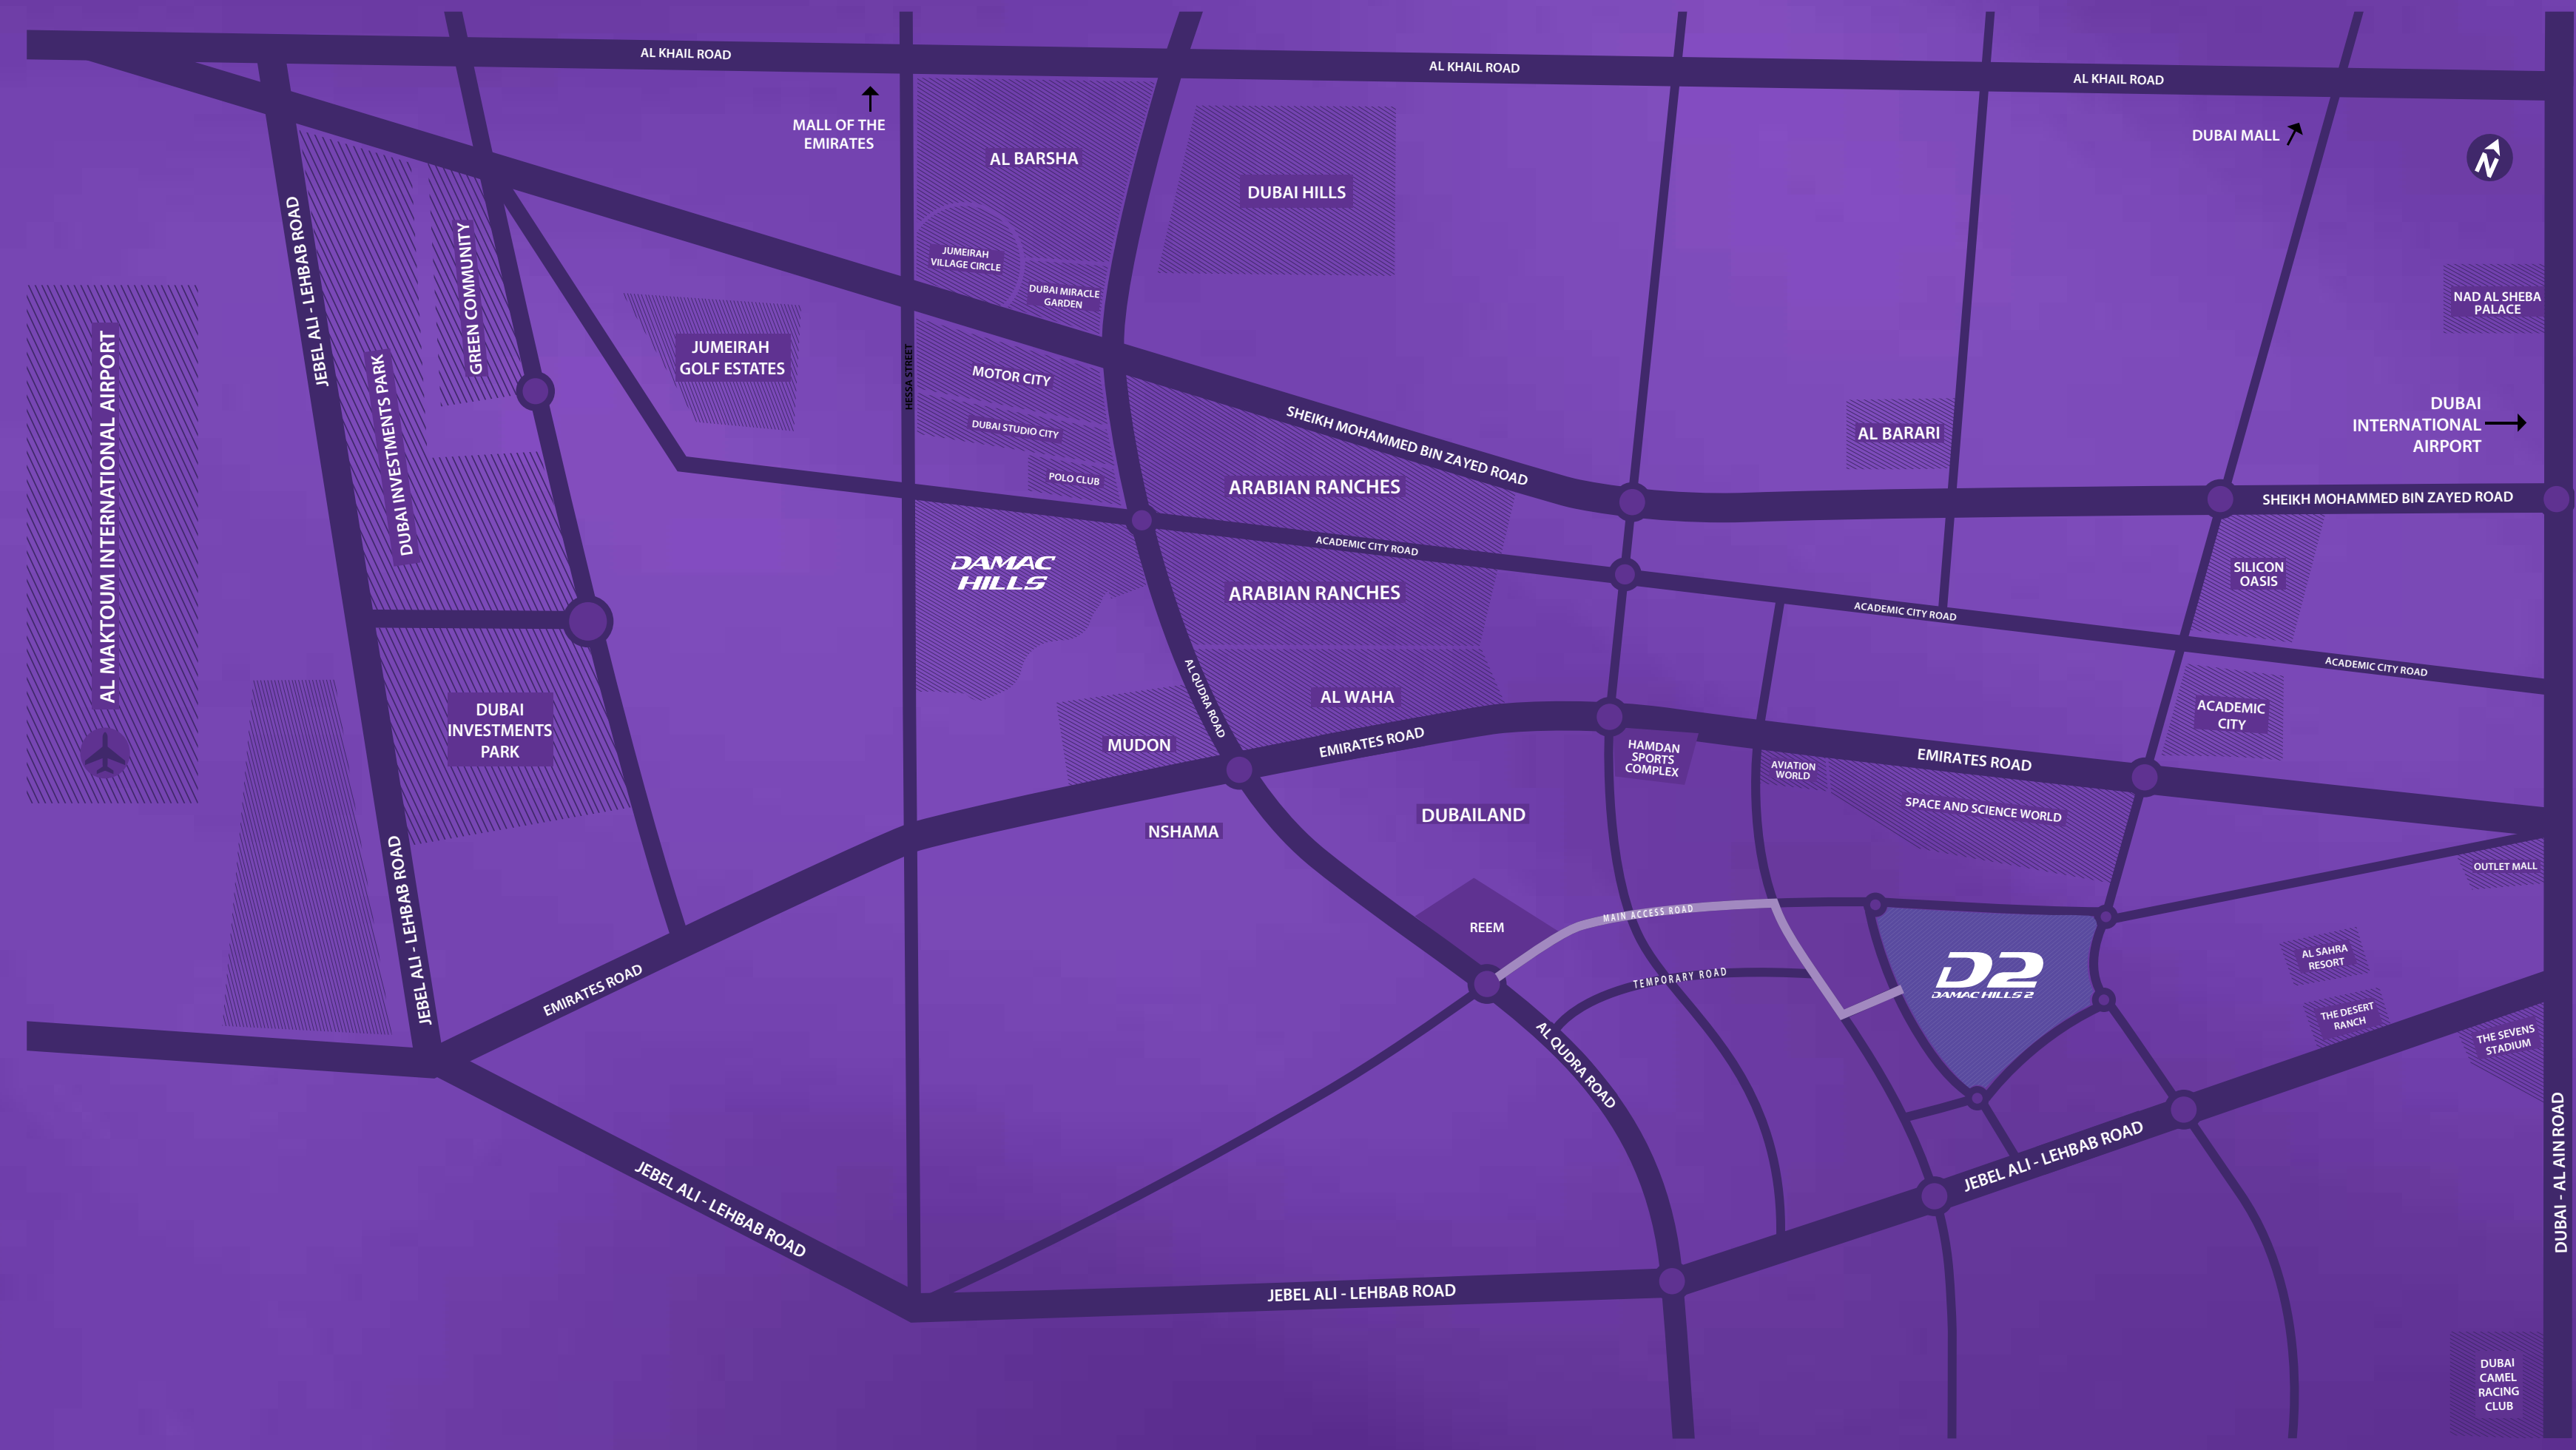 AL KHAIL ROAD
AL KHAIL ROAD
AL KHAIL ROAD
MALL OF THE
EMIRATES
DUBAI MALL
N
AL BARSHA
DUBAI HILLS
JEBEL ALI - LEHBAB ROAD
GREEN COMMUNITY
JUMEIRAH
VILLAGE CIRCLE
DUBAI MIRACLE
GARDEN
NAD AL SHEBA
PALACE
AL MAKTOUM INTERNATIONAL AIRPORT
DUBAI INVESTMENTS PARK
JUMEIRAH
GOLF ESTATES
HESSA STREET
MOTOR CITY
DUBAI STUDIO CITY
POLO CLUB
SHEIKH MOHAMMED BIN ZAYED ROAD
AL BARARI
DUBAI
INTERNATIONAL
AIRPORT
ARABIAN RANCHES
SHEIKH MOHAMMED BIN ZAYED ROAD
ACADEMIC CITY ROAD
DAMAC
HILLS
ARABIAN RANCHES
SILICON
OASIS
ACADEMIC CITY ROAD
ACADEMIC CITY ROAD
AL QUDRA ROAD
AL WAHA
ACADEMIC
CITY
DUBAI
INVESTMENTS
PARK
MUDON
EMIRATES ROAD
HAMDAN
SPORTS
COMPLEX
AVIATION
WORLD
EMIRATES ROAD
SPACE AND SCIENCE WORLD
NSHAMA
DUBAILAND
OUTLET MALL
JEBEL ALI - LEHBAB ROAD
REEM
MAIN ACCESS ROAD
TEMPORARY ROAD
D2
DAMAC HILLS 2
AL SAHRA
RESORT
THE DESERT
RANCH
THE SEVENS
STADIUM
EMIRATES ROAD
AL QUDRA ROAD
JEBEL ALI - LEHBAB ROAD
JEBEL ALI - LEHBAB ROAD
JEBEL ALI - LEHBAB ROAD
DUBAI - AL AIN ROAD
DUBAI
CAMEL
RACING
CLUB